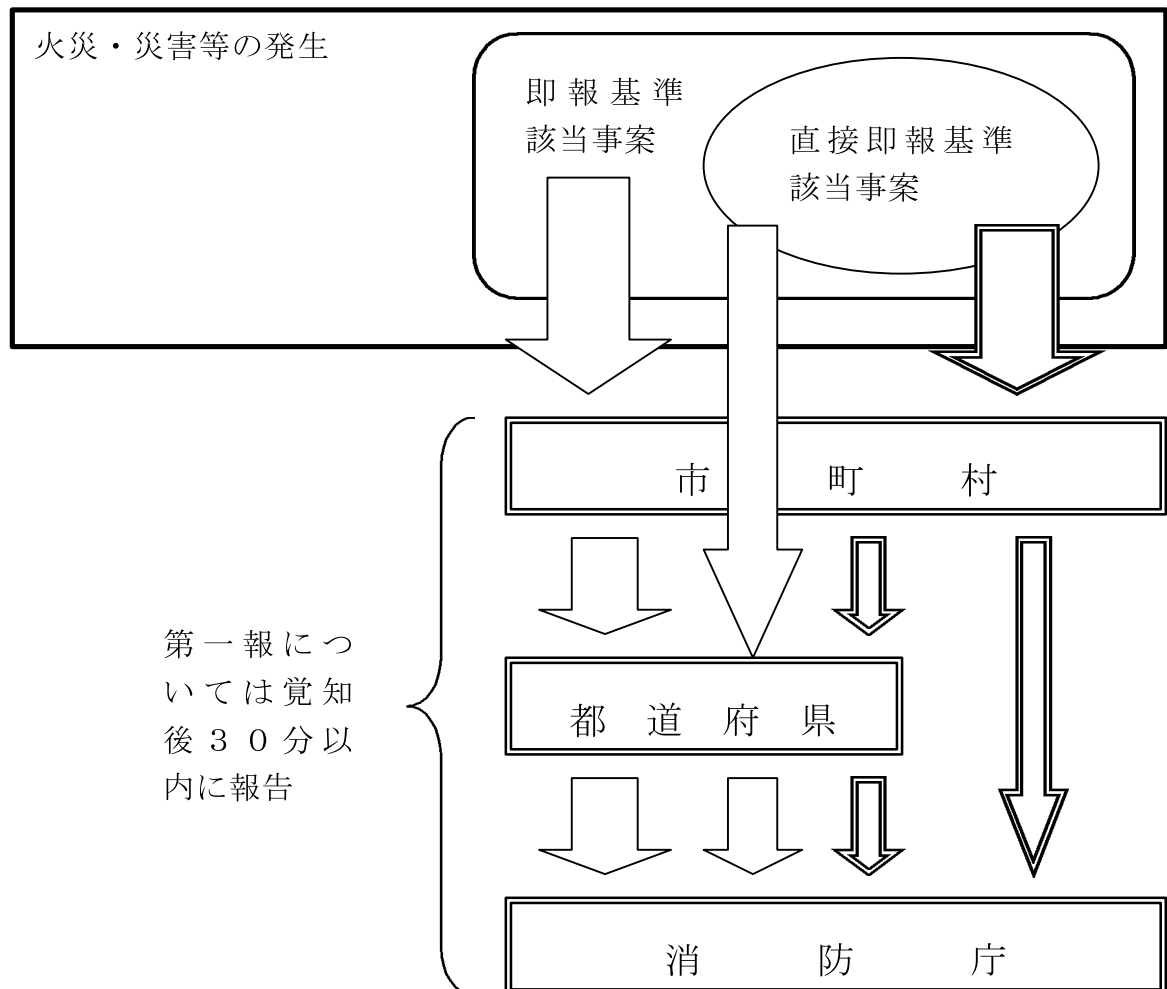 火災・災害等の発生
即報基準
該当事案
直接即報基準
該当事案
市町村
第一報につ
いては覚知
後３０分以
内に報告
都道府県
消防庁